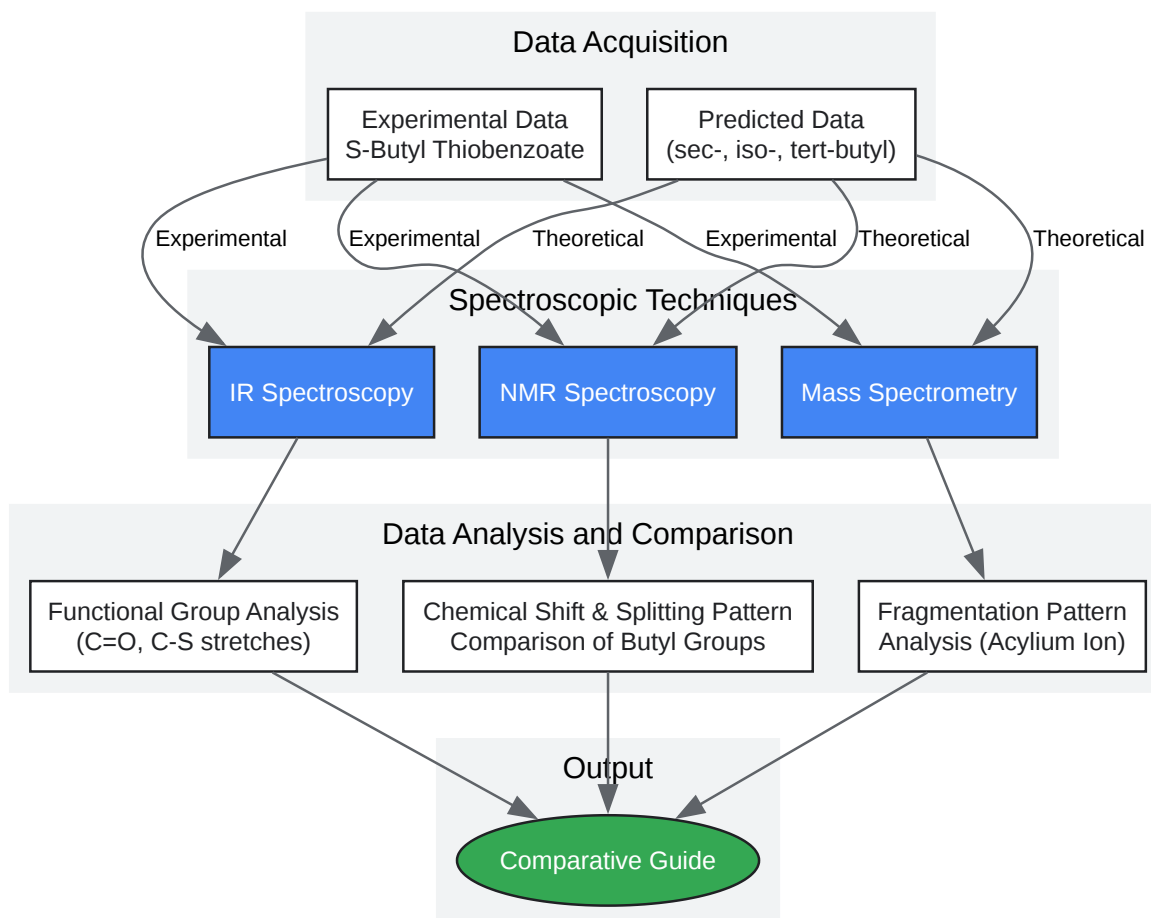 Data Acquisition
Experimental Data
S-Butyl Thiobenzoate
Predicted Data
(sec-, iso-, tert-butyl)
Experimental
Experimental
Theoretical
Experimental
Theoretical
Theoretical
Spectroscopic Techniques
IR Spectroscopy
NMR Spectroscopy
Mass Spectrometry
Data Analysis and Comparison
Functional Group Analysis
(C=O, C-S stretches)
Chemical Shift & Splitting Pattern
Comparison of Butyl Groups
Fragmentation Pattern
Analysis (Acylium Ion)
Output
Comparative Guide